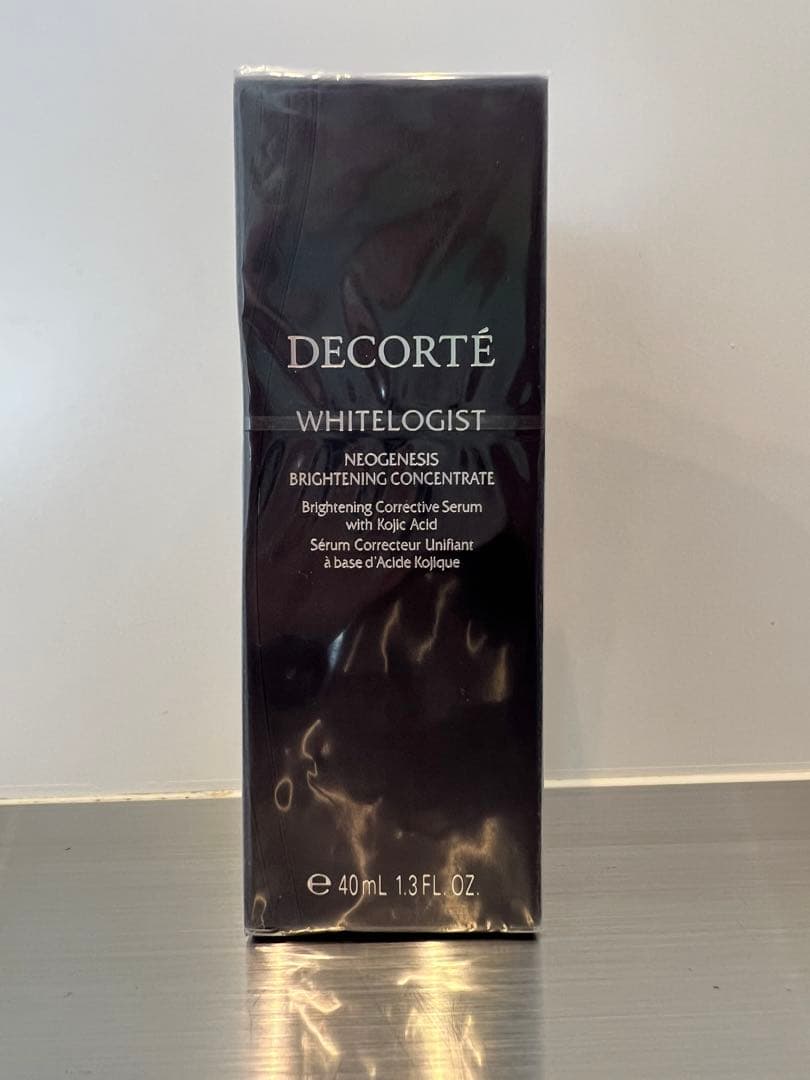 DECORTÉ
WHITELOGIST
NEOGENESIS
BRIGHTENING CONCENTRATE
Brightening Corrective Serum
with Kojic Acid
Sérum Correcteur Unifiant
à base d'Acide Kojique
℮ 40mL 1.3 FL. OZ.